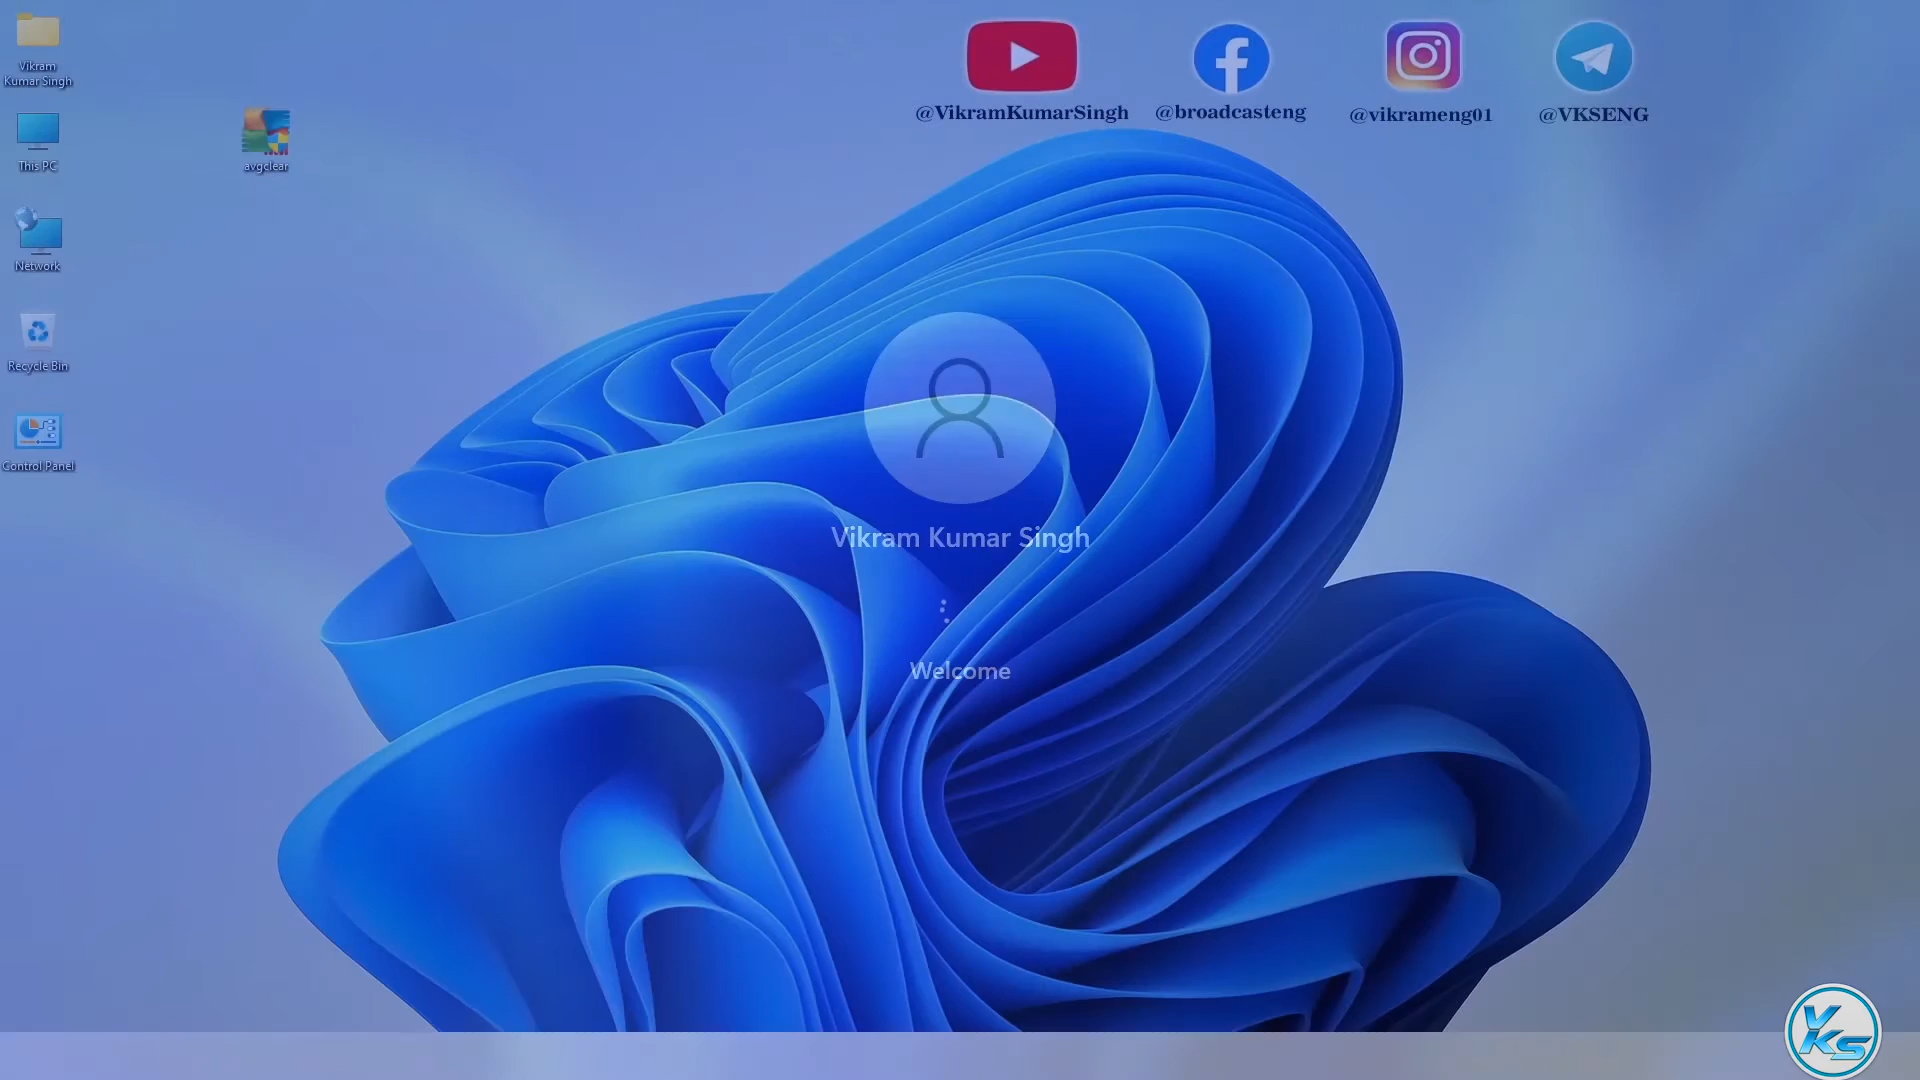 Vikram
Kumar Singh
This PC
Network
Recycle Bin
Control Panel
avgclear
@VikramKumarSingh
@broadcasteng
@vikrameng01
@VKSENG
Vikram Kumar Singh
Welcome
VKS